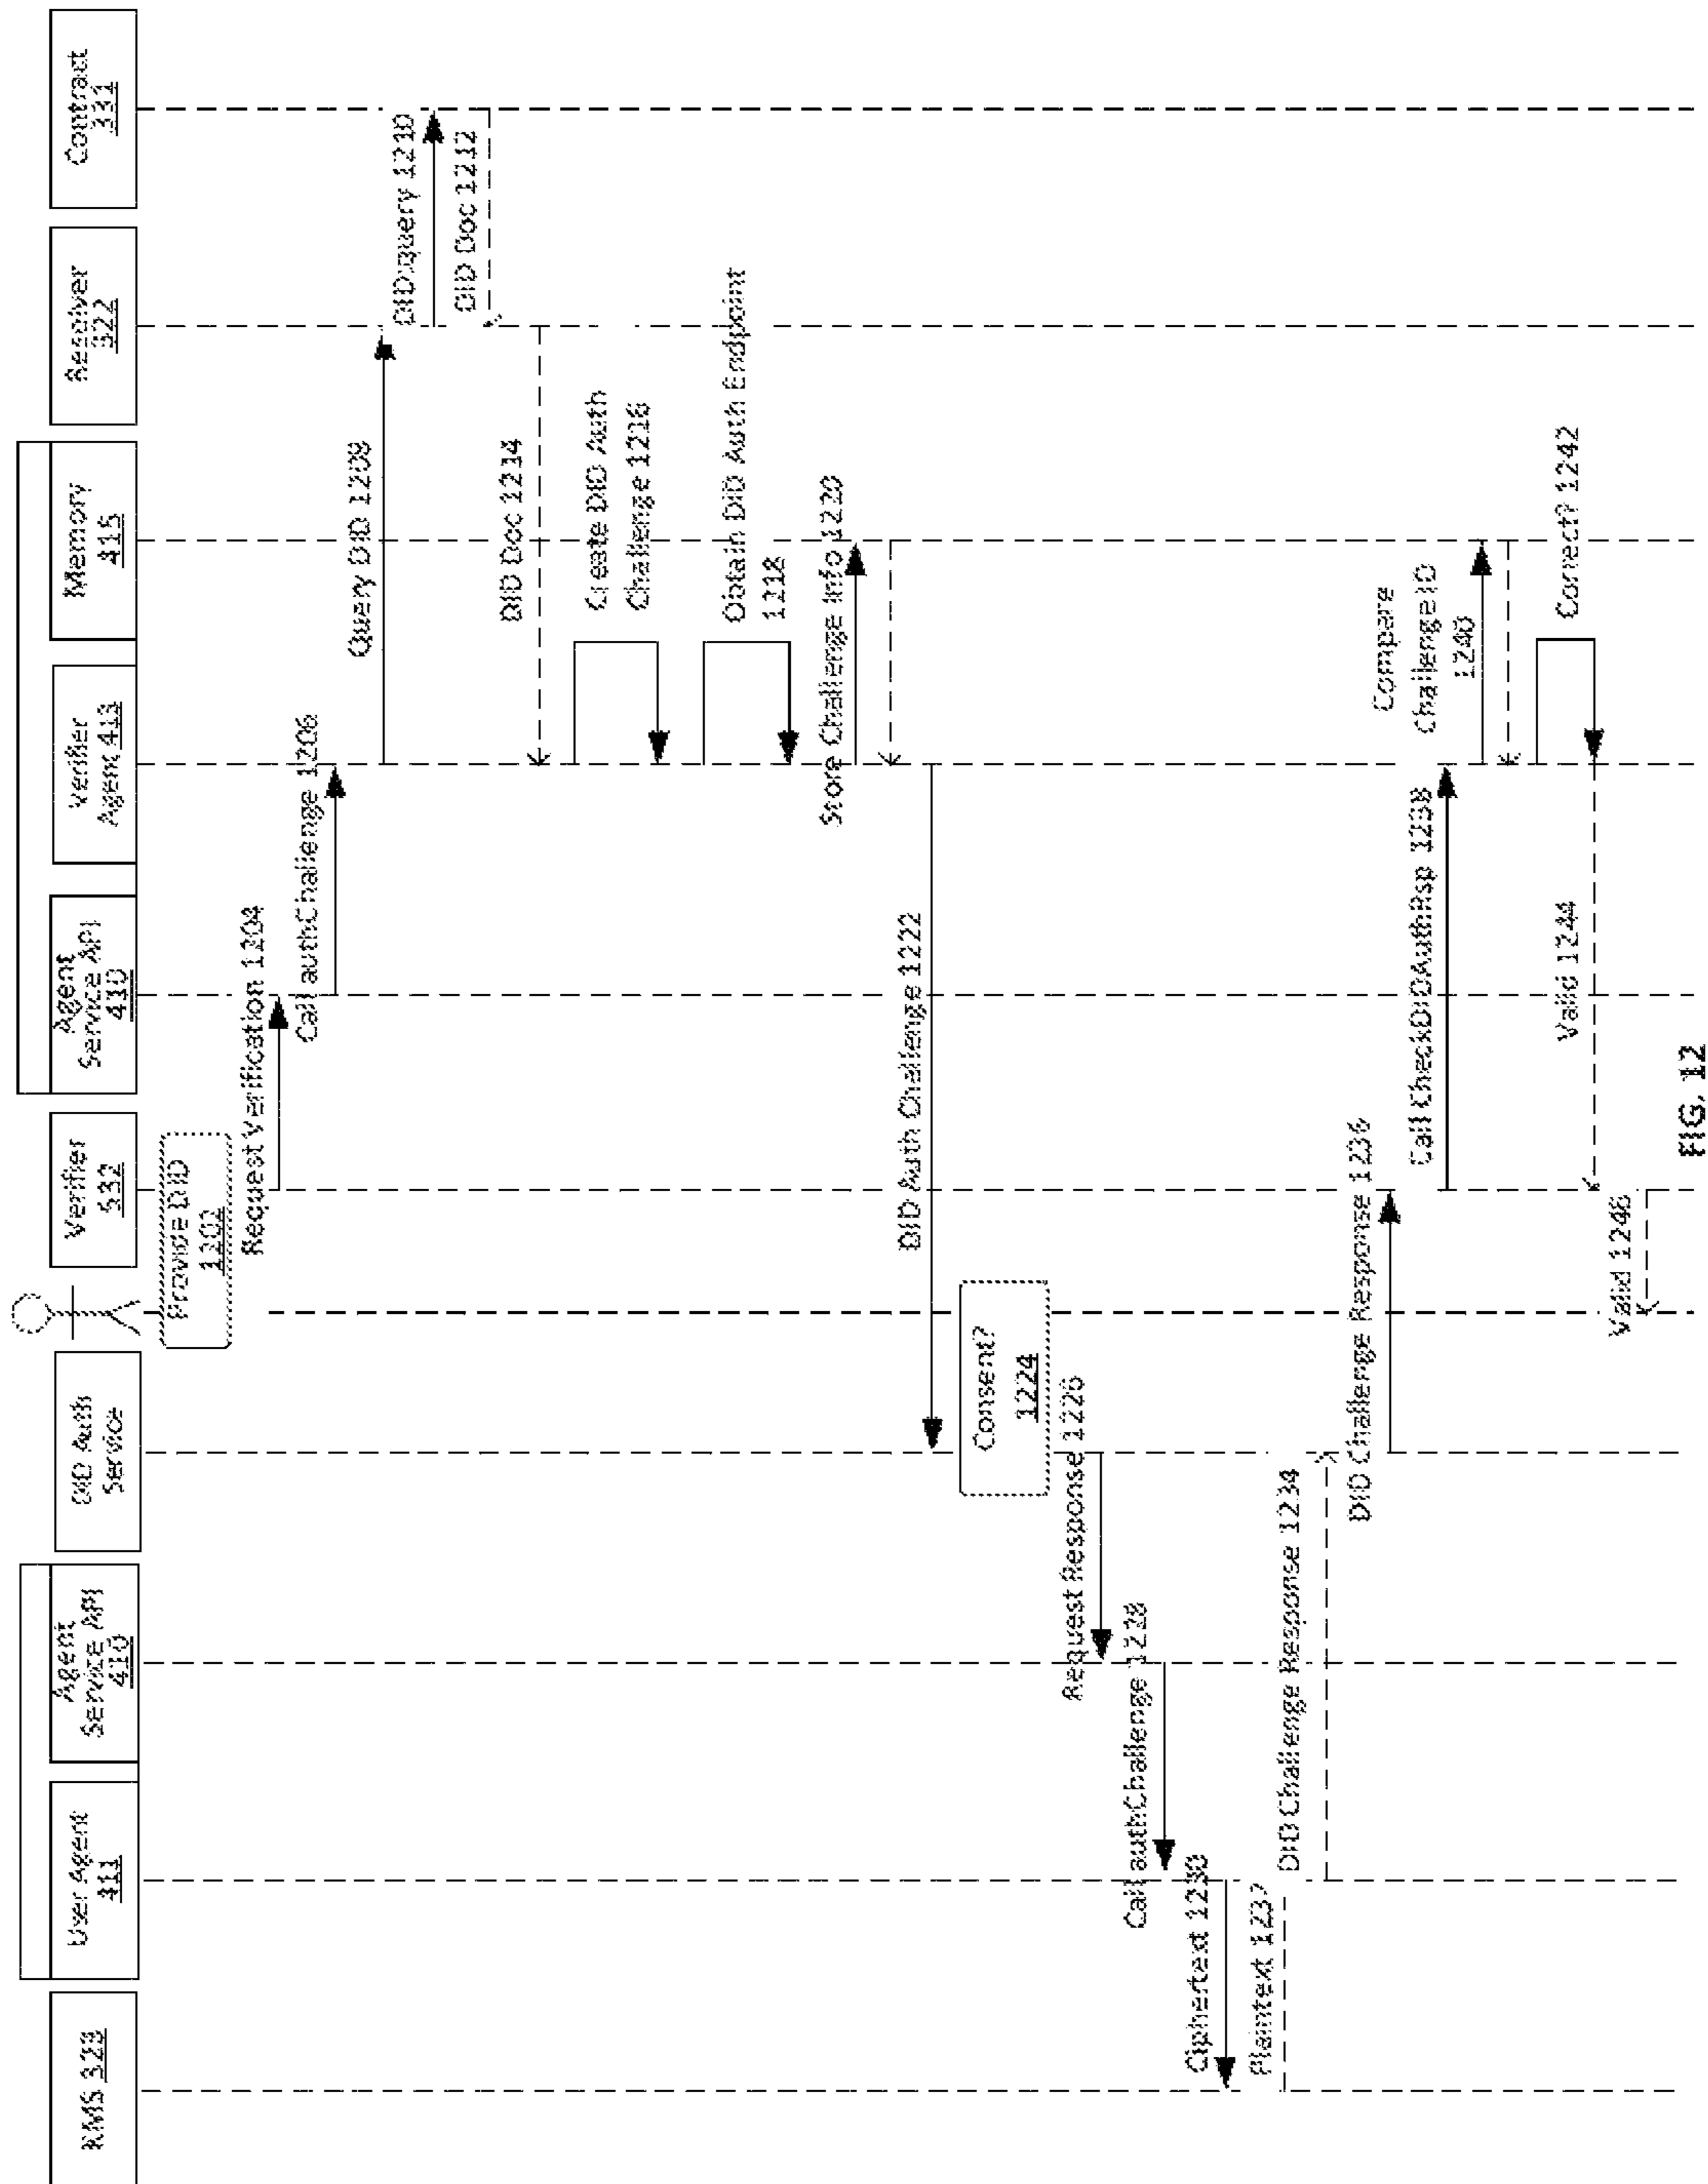 KMS 323
User Agent
411
Agent
Service API
410
DID Auth
Service
Verifier
532
Agent
Service API
410
Verifier
Agent 413
Memory
415
Resolver
322
Contract
331
Provide DID
1202
Request Verification 1204
Call authChallenge 1206
Query DID 1208
DID query 1210
DID Doc 1212
DID Doc 1214
Create DID Auth
Challenge 1216
Obtain DID Auth Endpoint
1218
Store Challenge Info 1220
DID Auth Challenge 1222
Consent?
1224
Request Response 1226
Call authChallenge 1228
Ciphertext 1230
Plaintext 1232
DID Challenge Response 1234
DID Challenge Response 1236
Call CheckDIDAuthRsp 1238
Compare
ChallengeID
1240
Correct? 1242
Valid 1244
Valid 1246
FIG. 12